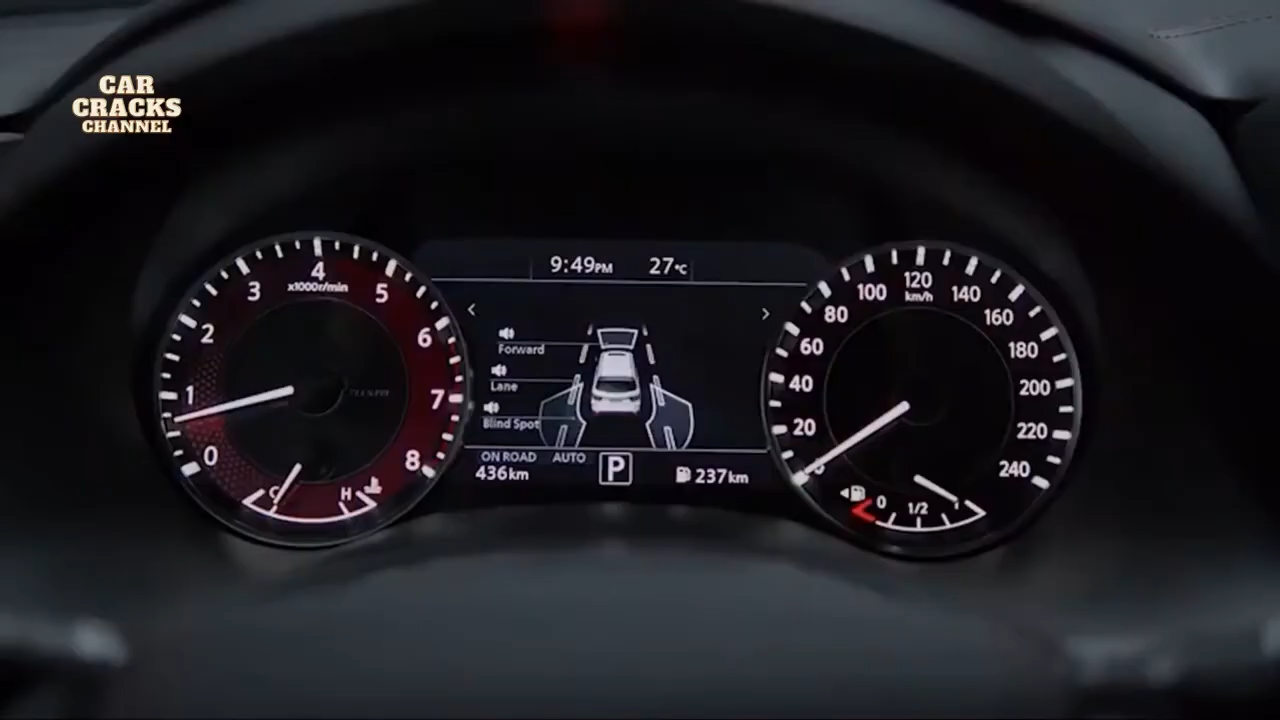 CAR
CRACKS
CHANNEL
9:49PM 27°C
4
x1000r/min
3
5
2
6
1
7
0
8
C H
< >
Forward
Lane
Blind Spot
ON ROAD AUTO
436km P 237km
120
km/h
100
140
80
160
60
180
40
200
20
220
0
240
0 1/2